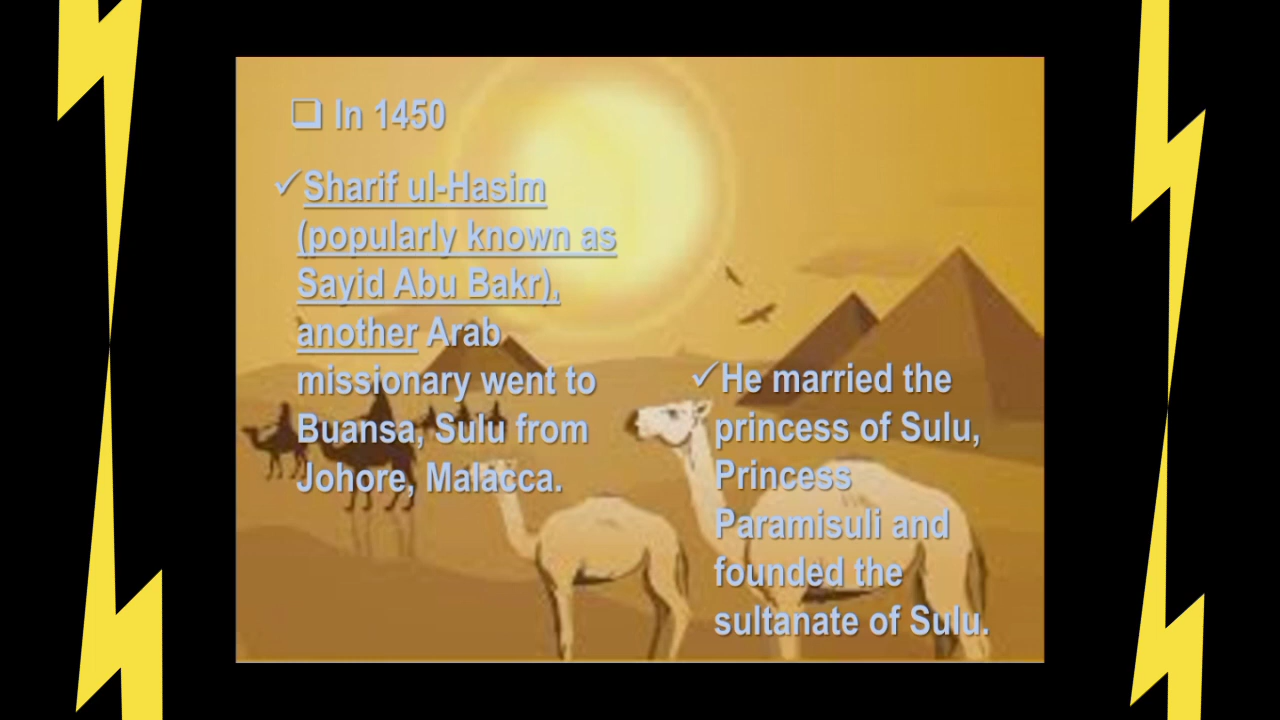 ❑ In 1450
✓Sharif ul-Hasim
(popularly known as
Sayid Abu Bakr),
another Arab
missionary went to
Buansa, Sulu from
Johore, Malacca.
✓He married the
princess of Sulu,
Princess
Paramisuli and
founded the
sultanate of Sulu.